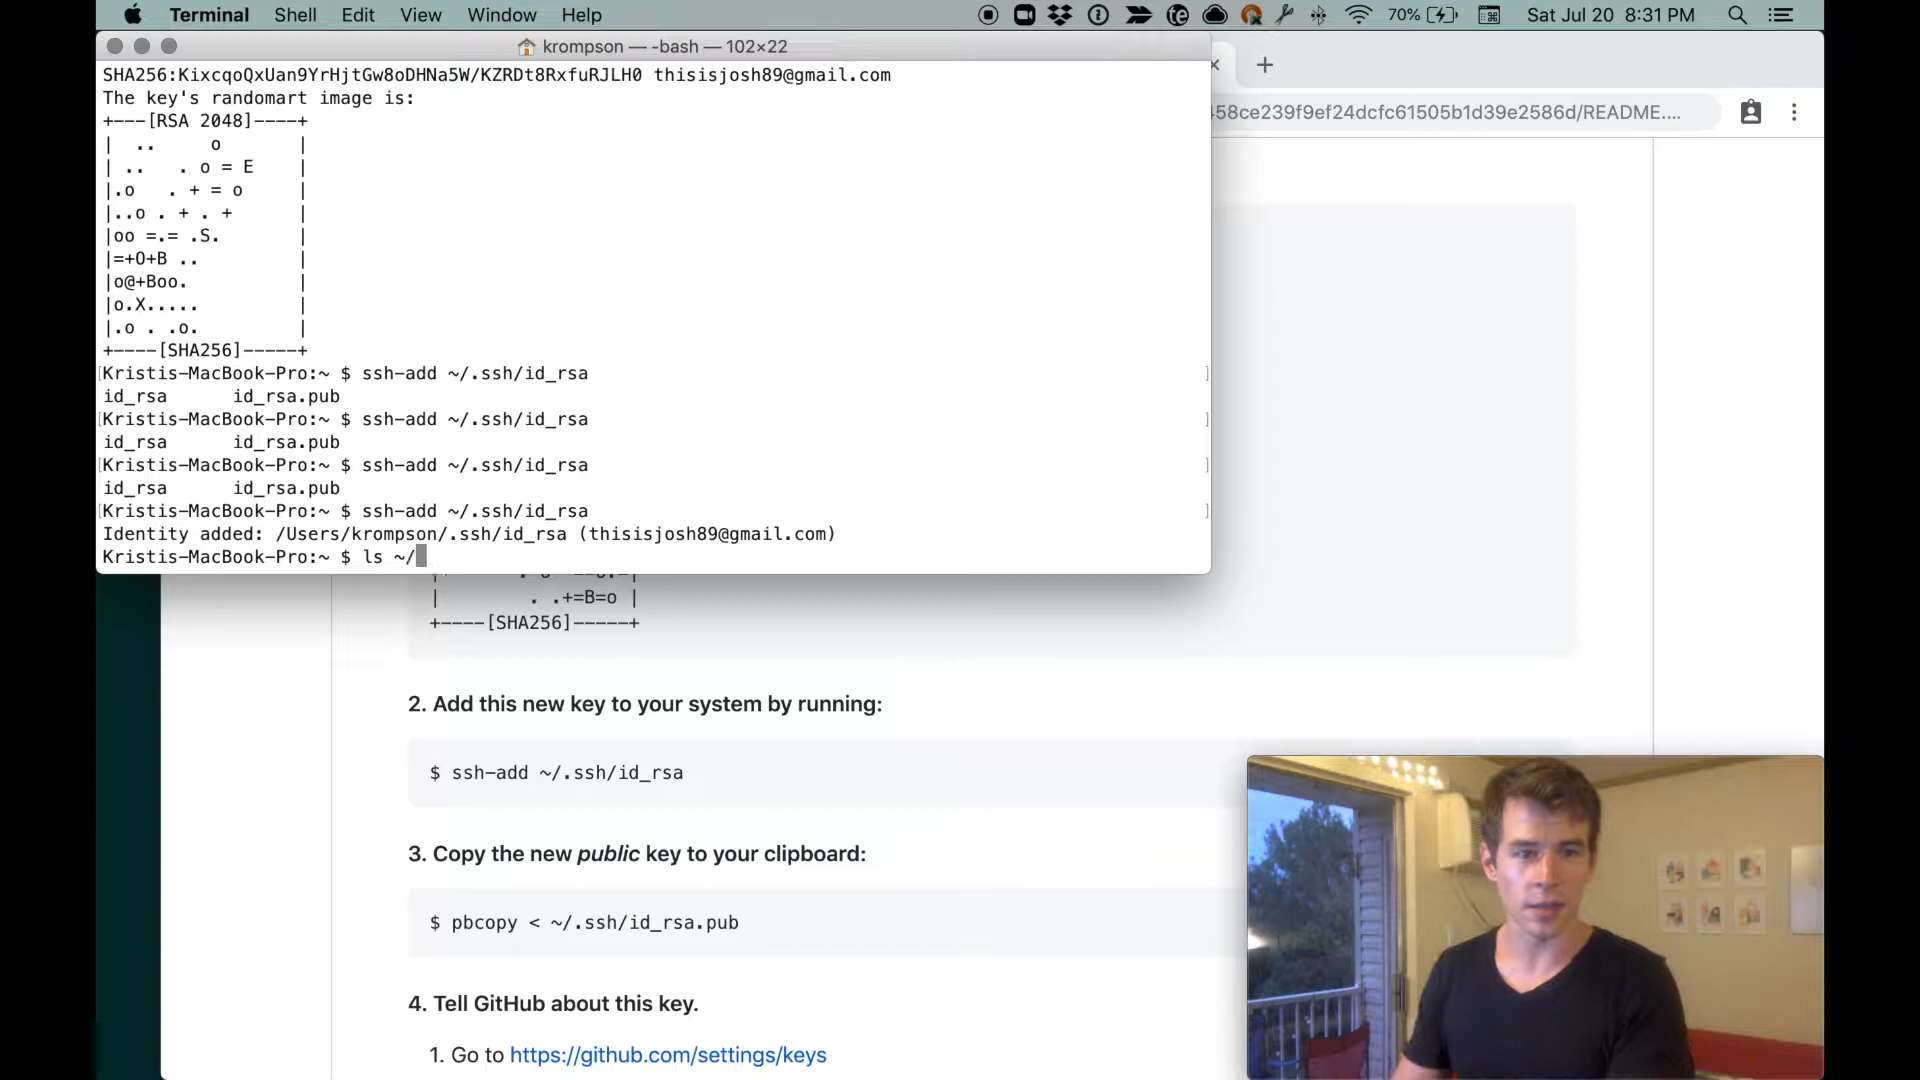 Terminal Shell Edit View Window Help 70% Sat Jul 20 8:31 PM
krompson — -bash — 102×22
SHA256:KixcqoQxUan9YrHjtGw8oDHNa5W/KZRDt8RxfuRJLH0 thisisjosh89@gmail.com
The key's randomart image is:
+---[RSA 2048]----+
|  ..     o       |
| ..   . o = E    |
|.o   . + = o     |
|..o . + . +      |
|oo =.= .S.       |
|=+O+B ..         |
|o@+Boo.          |
|o.X.....         |
|.o . .o.         |
+----[SHA256]-----+
Kristis-MacBook-Pro:~ $ ssh-add ~/.ssh/id_rsa
id_rsa      id_rsa.pub
Kristis-MacBook-Pro:~ $ ssh-add ~/.ssh/id_rsa
id_rsa      id_rsa.pub
Kristis-MacBook-Pro:~ $ ssh-add ~/.ssh/id_rsa
id_rsa      id_rsa.pub
Kristis-MacBook-Pro:~ $ ssh-add ~/.ssh/id_rsa
Identity added: /Users/krompson/.ssh/id_rsa (thisisjosh89@gmail.com)
Kristis-MacBook-Pro:~ $ ls ~/
458ce239f9ef24dcfc61505b1d39e2586d/README....
|        . .+=B=o |
+----[SHA256]-----+
2. Add this new key to your system by running:
$ ssh-add ~/.ssh/id_rsa
3. Copy the new public key to your clipboard:
$ pbcopy < ~/.ssh/id_rsa.pub
4. Tell GitHub about this key.
1. Go to https://github.com/settings/keys